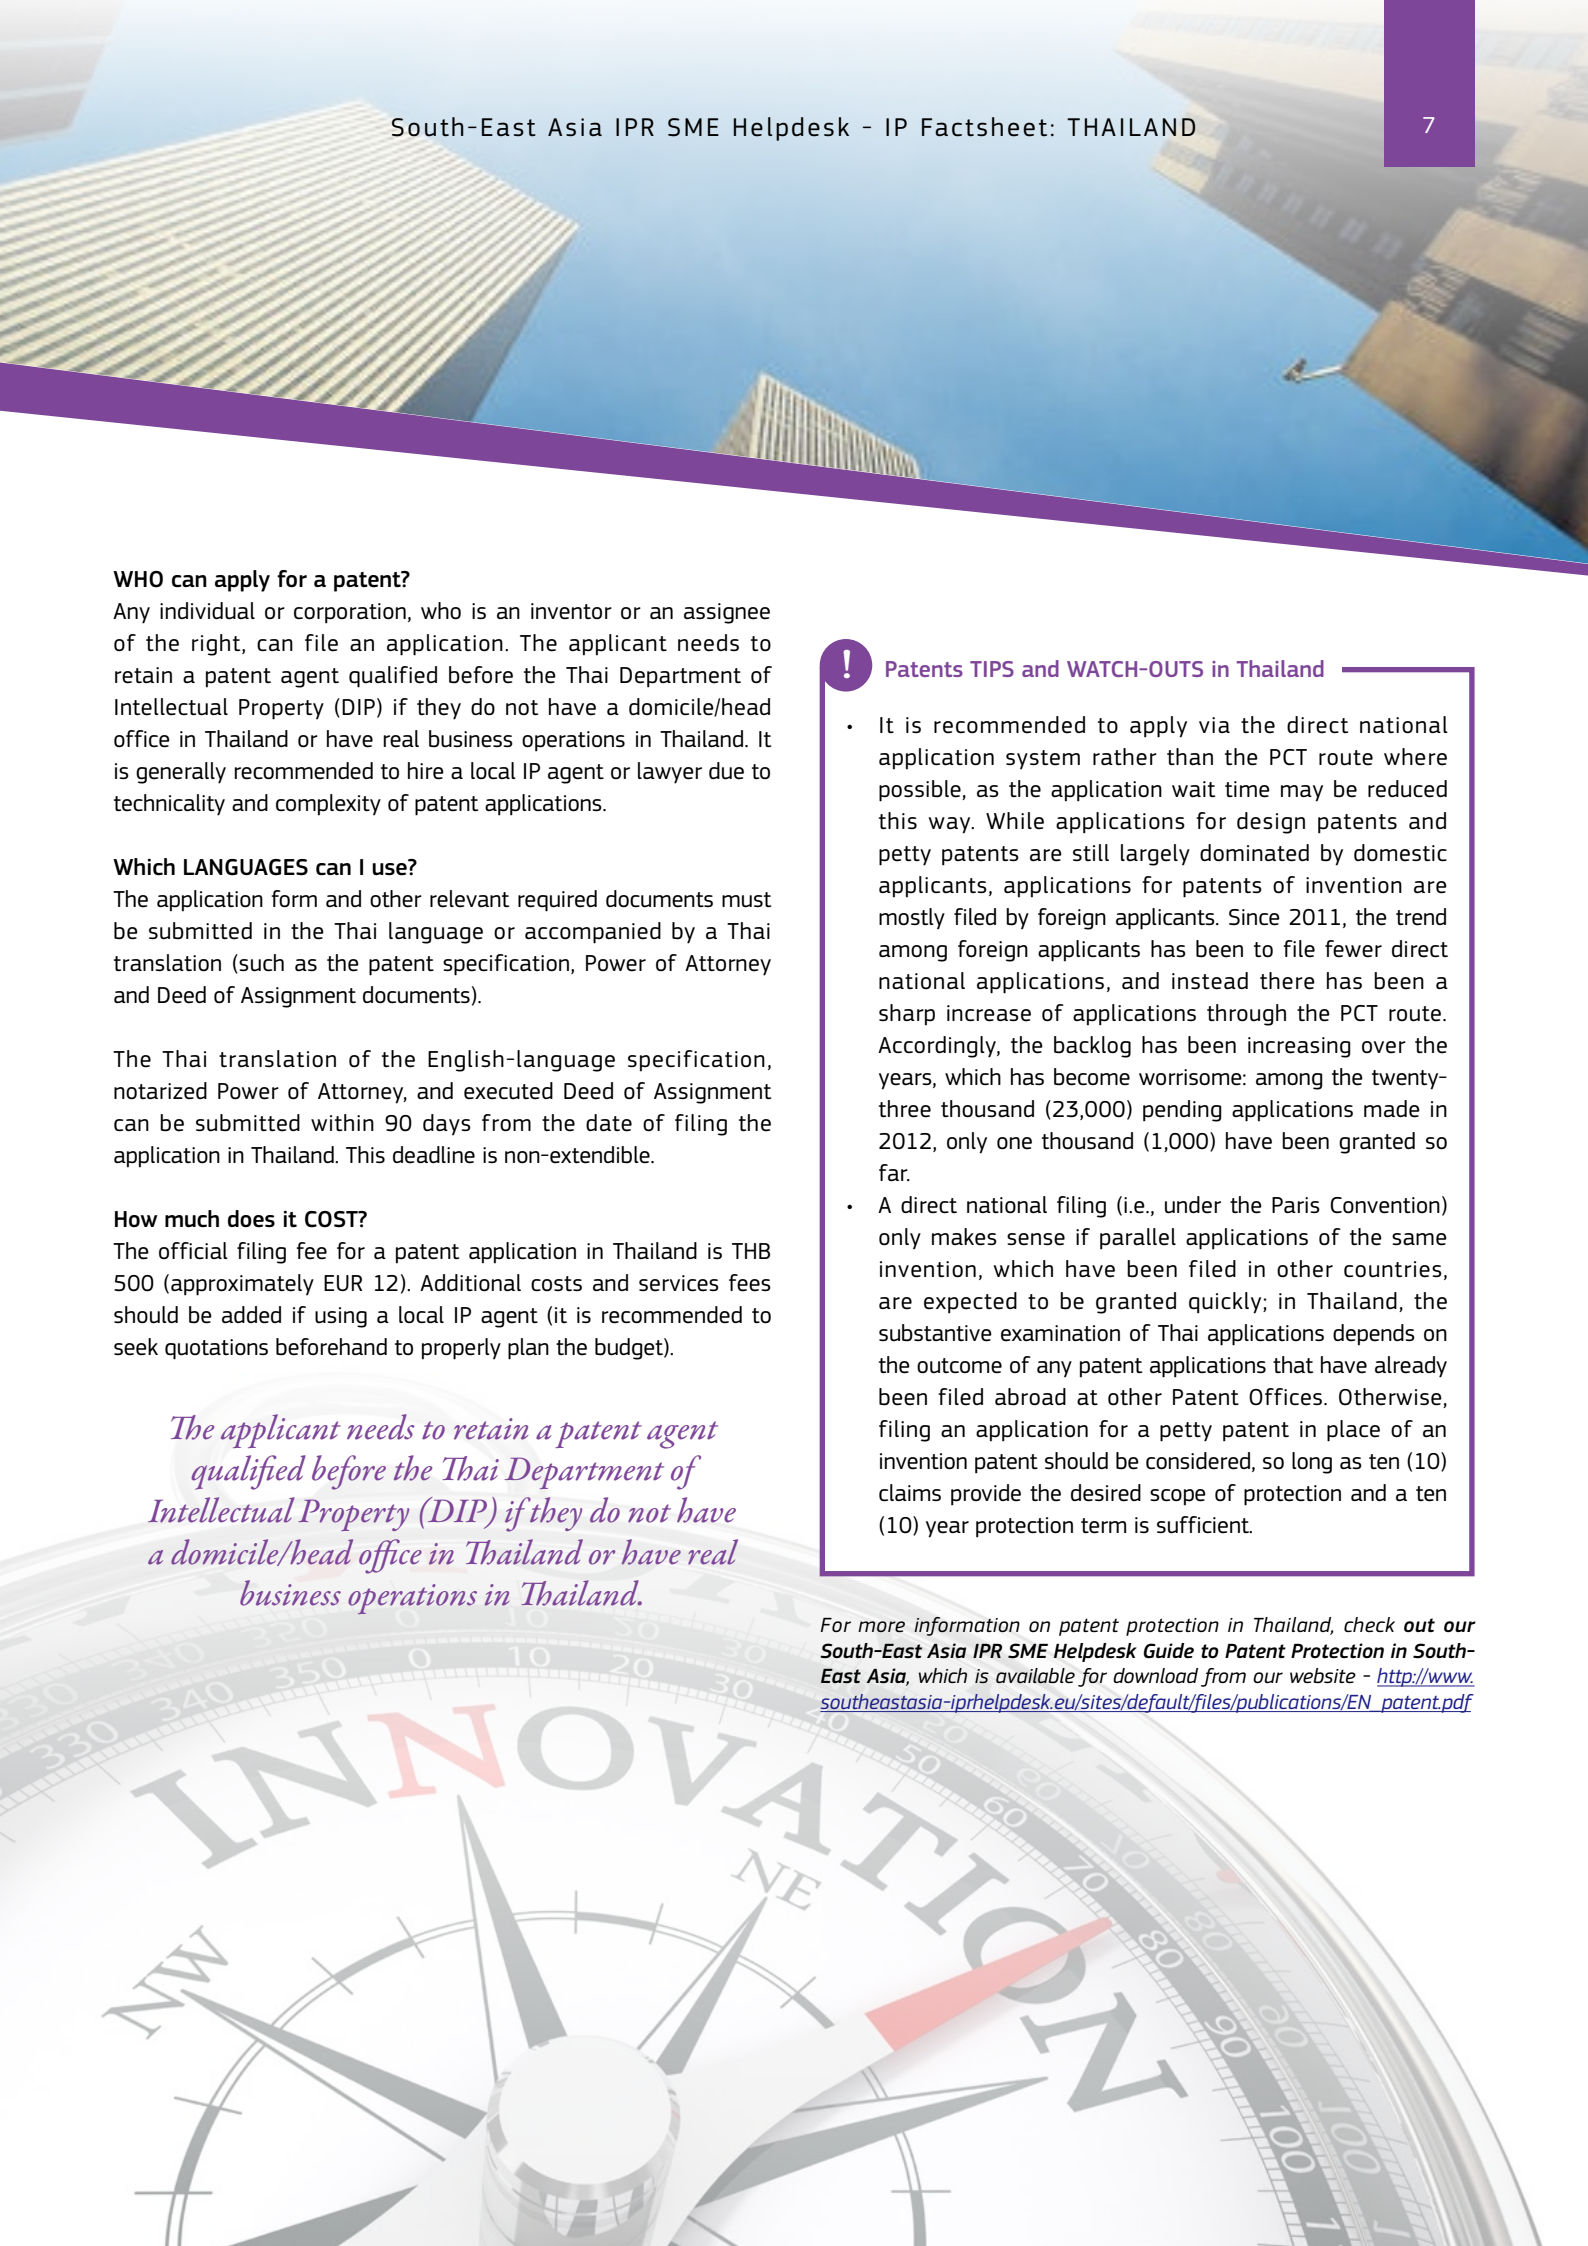 South-East Asia IPR SME Helpdesk - IP Factsheet: THAILAND
7
WHO can apply for a patent?
Any individual or corporation, who is an inventor or an assignee
of the right, can file an application. The applicant needs to
retain a patent agent qualified before the Thai Department of
Intellectual Property (DIP) if they do not have a domicile/head
office in Thailand or have real business operations in Thailand. It
is generally recommended to hire a local IP agent or lawyer due to
technicality and complexity of patent applications.
Which LANGUAGES can I use?
The application form and other relevant required documents must
be submitted in the Thai language or accompanied by a Thai
translation (such as the patent specification, Power of Attorney
and Deed of Assignment documents).
The Thai translation of the English-language specification,
notarized Power of Attorney, and executed Deed of Assignment
can be submitted within 90 days from the date of filing the
application in Thailand. This deadline is non-extendible.
How much does it COST?
The official filing fee for a patent application in Thailand is THB
500 (approximately EUR 12). Additional costs and services fees
should be added if using a local IP agent (it is recommended to
seek quotations beforehand to properly plan the budget).
The applicant needs to retain a patent agent
qualified before the Thai Department of
Intellectual Property (DIP) if they do not have
a domicile/head office in Thailand or have real
business operations in Thailand.
! Patents TIPS and WATCH-OUTS in Thailand
• It is recommended to apply via the direct national
application system rather than the PCT route where
possible, as the application wait time may be reduced
this way. While applications for design patents and
petty patents are still largely dominated by domestic
applicants, applications for patents of invention are
mostly filed by foreign applicants. Since 2011, the trend
among foreign applicants has been to file fewer direct
national applications, and instead there has been a
sharp increase of applications through the PCT route.
Accordingly, the backlog has been increasing over the
years, which has become worrisome: among the twenty-
three thousand (23,000) pending applications made in
2012, only one thousand (1,000) have been granted so
far.
• A direct national filing (i.e., under the Paris Convention)
only makes sense if parallel applications of the same
invention, which have been filed in other countries,
are expected to be granted quickly; in Thailand, the
substantive examination of Thai applications depends on
the outcome of any patent applications that have already
been filed abroad at other Patent Offices. Otherwise,
filing an application for a petty patent in place of an
invention patent should be considered, so long as ten (10)
claims provide the desired scope of protection and a ten
(10) year protection term is sufficient.
For more information on patent protection in Thailand, check out our
South-East Asia IPR SME Helpdesk Guide to Patent Protection in South-
East Asia, which is available for download from our website - http://www.
southeastasia-iprhelpdesk.eu/sites/default/files/publications/EN_patent.pdf
330 340 350 0 10 20 30 40 50 60 70 80 90 100
INNOVATION
NW
NE